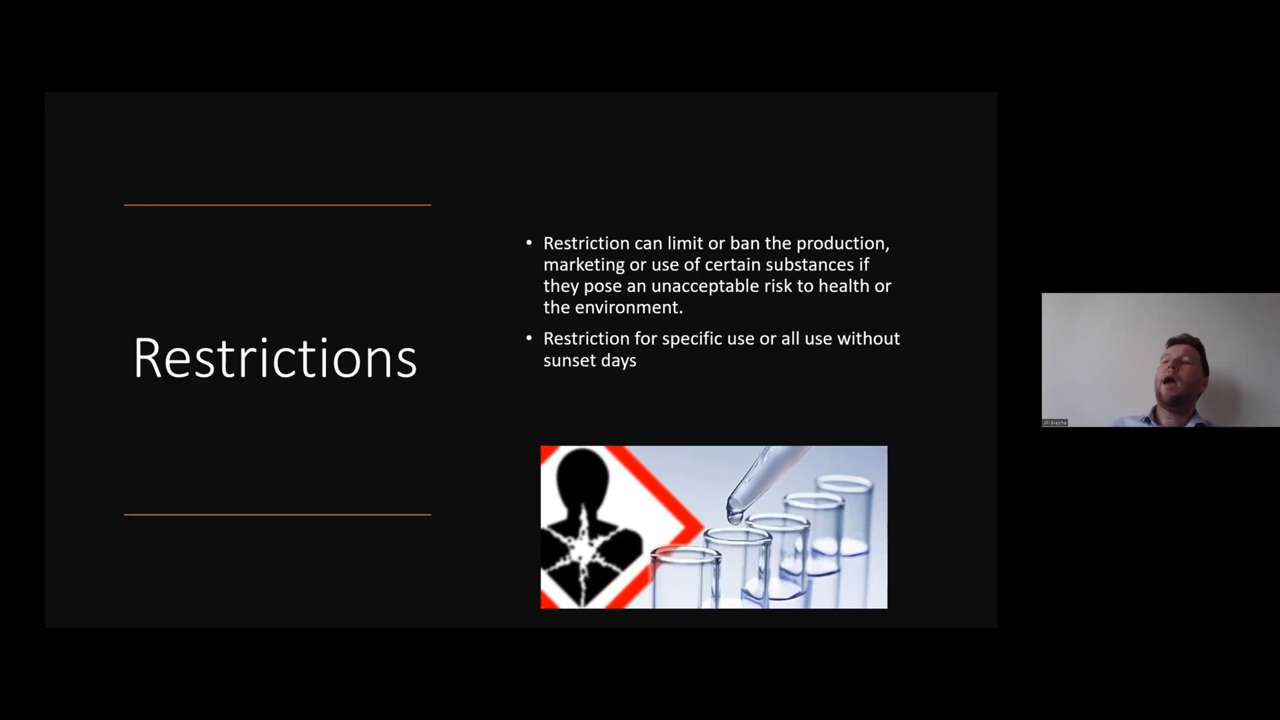 Restrictions
• Restriction can limit or ban the production,
marketing or use of certain substances if
they pose an unacceptable risk to health or
the environment.
• Restriction for specific use or all use without
sunset days